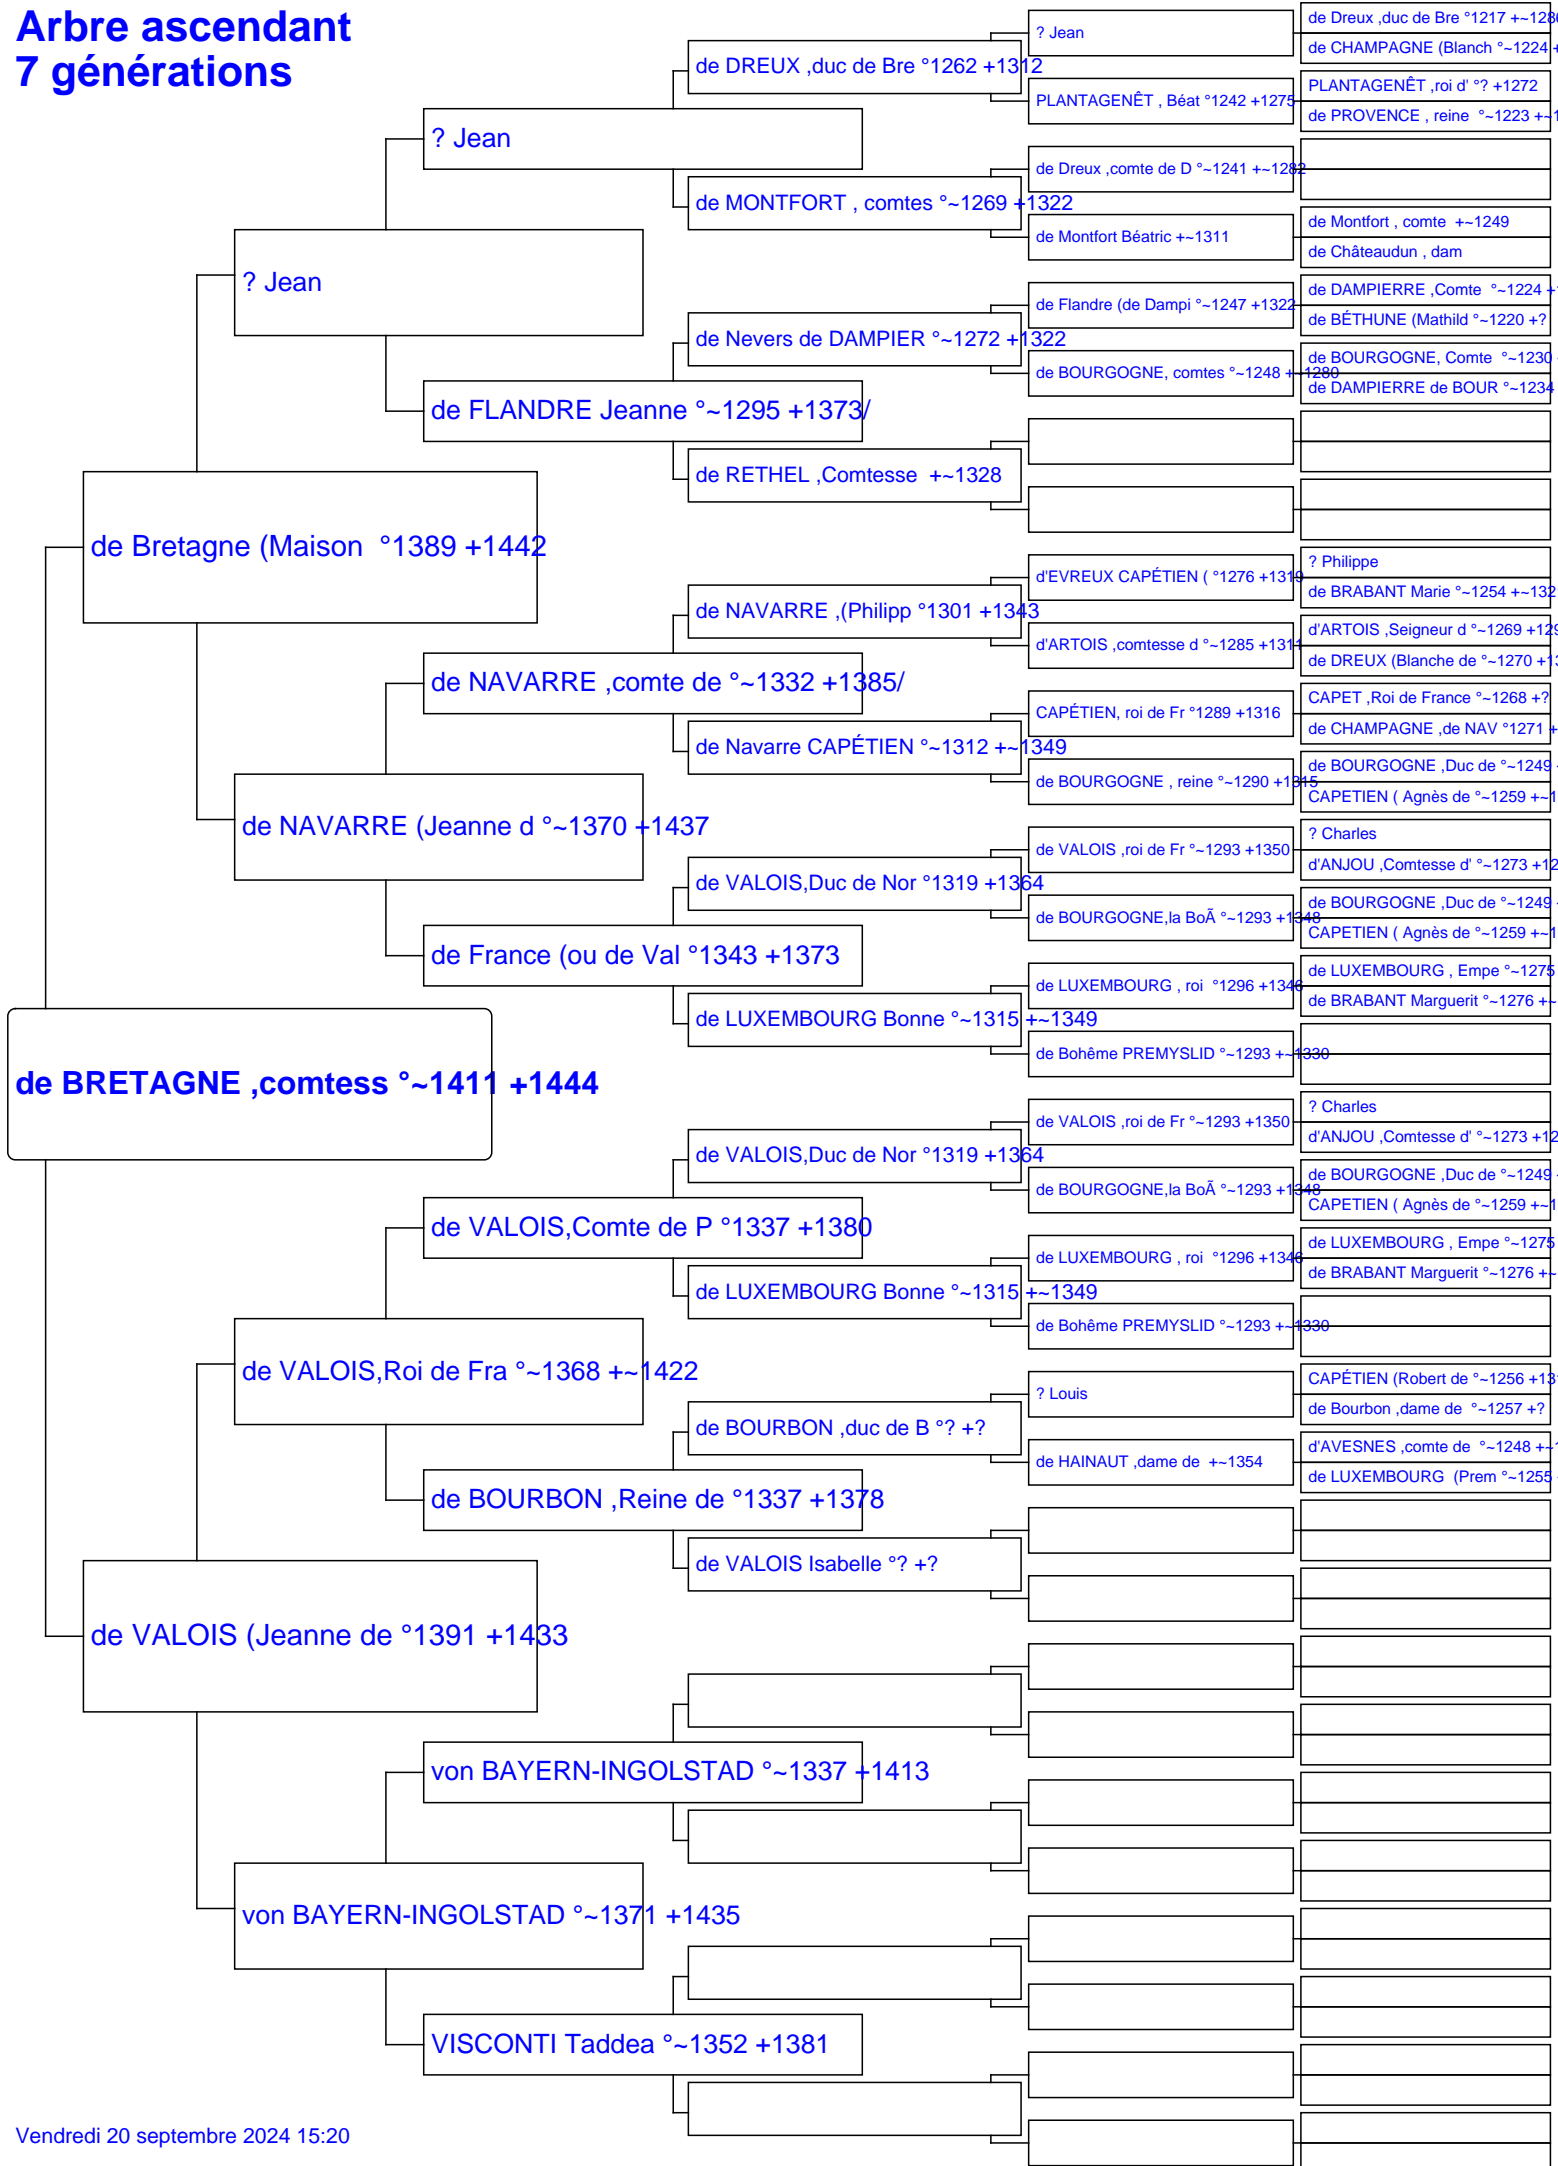 Arbre ascendant
7 générations
de BRETAGNE ,comtess °~1411 +1444
de Bretagne (Maison  °1389 +1442
de VALOIS (Jeanne de °1391 +1433
? Jean
de NAVARRE (Jeanne d °~1370 +1437
de VALOIS,Roi de Fra °~1368 +~1422
von BAYERN-INGOLSTAD °~1371 +1435
? Jean
de FLANDRE Jeanne °~1295 +1373/
de NAVARRE ,comte de °~1332 +1385/
de France (ou de Val °1343 +1373
de VALOIS,Comte de P °1337 +1380
de BOURBON ,Reine de °1337 +1378
von BAYERN-INGOLSTAD °~1337 +1413
VISCONTI Taddea °~1352 +1381
de DREUX ,duc de Bre °1262 +1312
de MONTFORT , comtes °~1269 +1322
de Nevers de DAMPIER °~1272 +1322
de RETHEL ,Comtesse  +~1328
de NAVARRE ,(Philipp °1301 +1343
de Navarre CAPÉTIEN °~1312 +~1349
de VALOIS,Duc de Nor °1319 +1364
de LUXEMBOURG Bonne °~1315 +~1349
de VALOIS,Duc de Nor °1319 +1364
de LUXEMBOURG Bonne °~1315 +~1349
de BOURBON ,duc de B °? +?
de VALOIS Isabelle °? +?
? Jean
PLANTAGENÊT , Béat °1242 +1275
de Dreux ,comte de D °~1241 +~1282
de Montfort Béatric +~1311
de Flandre (de Dampi °~1247 +1322
de BOURGOGNE, comtes °~1248 +~1280
d'EVREUX CAPÉTIEN ( °1276 +1319
d'ARTOIS ,comtesse d °~1285 +1311
CAPÉTIEN, roi de Fr °1289 +1316
de BOURGOGNE , reine °~1290 +1315
de VALOIS ,roi de Fr °~1293 +1350
de BOURGOGNE,la BoÃ °~1293 +1348
de LUXEMBOURG , roi  °1296 +1346
de Bohême PREMYSLID °~1293 +~1330
de VALOIS ,roi de Fr °~1293 +1350
de BOURGOGNE,la BoÃ °~1293 +1348
de LUXEMBOURG , roi  °1296 +1346
de Bohême PREMYSLID °~1293 +~1330
? Louis
de HAINAUT ,dame de  +~1354
de Dreux ,duc de Bre °1217 +~128
de CHAMPAGNE (Blanch °~1224 +
PLANTAGENÊT ,roi d' °? +1272
de PROVENCE , reine  °~1223 +~1
de Montfort , comte  +~1249
de Châteaudun , dam
de DAMPIERRE ,Comte  °~1224 +
de BÉTHUNE (Mathild °~1220 +?
de BOURGOGNE, Comte  °~1230
de DAMPIERRE de BOUR °~1234
? Philippe
de BRABANT Marie °~1254 +~132
d'ARTOIS ,Seigneur d °~1269 +129
de DREUX (Blanche de °~1270 +13
CAPET ,Roi de France °~1268 +?
de CHAMPAGNE ,de NAV °1271 +
de BOURGOGNE ,Duc de °~1249
CAPETIEN ( Agnès de °~1259 +~1
? Charles
d'ANJOU ,Comtesse d' °~1273 +12
de BOURGOGNE ,Duc de °~1249
CAPETIEN ( Agnès de °~1259 +~1
de LUXEMBOURG , Empe °~1275
de BRABANT Marguerit °~1276 +~
? Charles
d'ANJOU ,Comtesse d' °~1273 +12
de BOURGOGNE ,Duc de °~1249
CAPETIEN ( Agnès de °~1259 +~1
de LUXEMBOURG , Empe °~1275
de BRABANT Marguerit °~1276 +~
CAPÉTIEN (Robert de °~1256 +131
de Bourbon ,dame de  °~1257 +?
d'AVESNES ,comte de  °~1248 +~1
de LUXEMBOURG  (Prem °~1255
Vendredi 20 septembre 2024 15:20